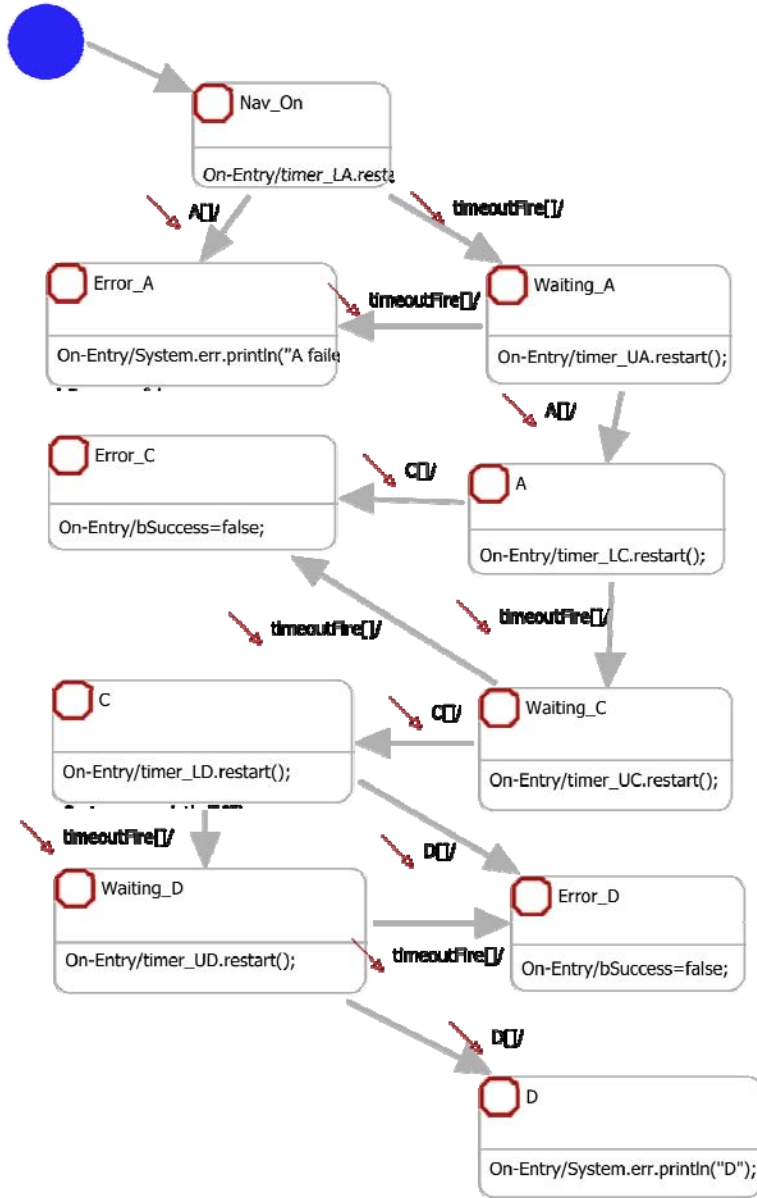 Nav_On
On-Entry/timer_LA.resta
A[]/
timeoutFire[]/
Error_A
timeoutFire[]/
Waiting_A
On-Entry/System.err.println("A faile
On-Entry/timer_UA.restart();
A[]/
Error_C
C[]/
A
On-Entry/bSuccess=false;
On-Entry/timer_LC.restart();
timeoutFire[]/
timeoutFire[]/
C
C[]/
Waiting_C
On-Entry/timer_LD.restart();
On-Entry/timer_UC.restart();
timeoutFire[]/
D[]/
Waiting_D
Error_D
On-Entry/timer_UD.restart();
timeoutFire[]/
On-Entry/bSuccess=false;
D[]/
D
On-Entry/System.err.println("D");